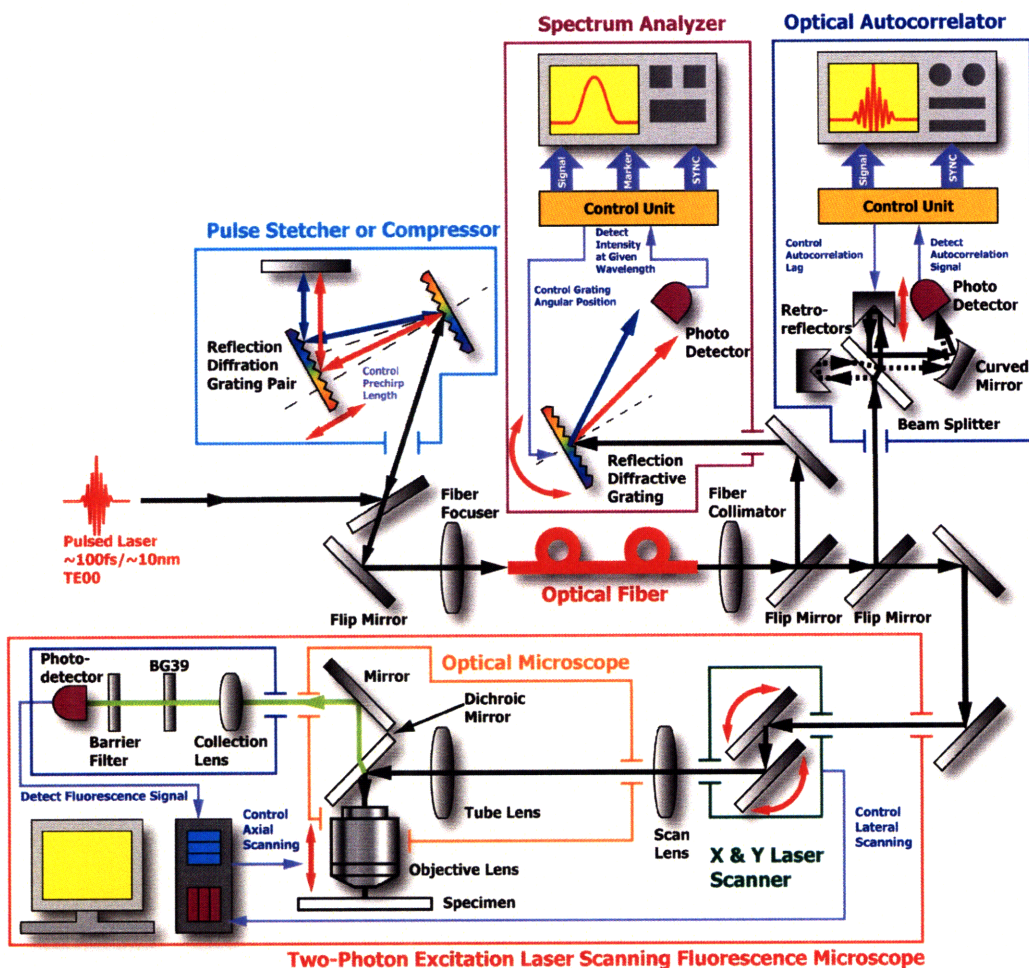 Spectrum Analyzer
Optical Autocorrelator
Signal
Marker
SYNC
Control Unit
Detect
Intensity
at Given
Wavelength
Control Grating
Angular Position
Photo
Detector
Reflection
Diffractive
Grating
Signal
SYNC
Control Unit
Control
Autocorrelation
Lag
Detect
Autocorrelation
Signal
Photo
Detector
Retro-
reflectors
Curved
Mirror
Beam Splitter
Pulse Stetcher or Compressor
Reflection
Diffration
Grating Pair
Control
Prechirp
Length
Pulsed Laser
~100fs/~10nm
TE00
Flip Mirror
Fiber
Focuser
Optical Fiber
Fiber
Collimator
Flip Mirror
Flip Mirror
Photo-
detector
BG39
Barrier
Filter
Collection
Lens
Mirror
Optical Microscope
Dichroic
Mirror
Tube Lens
Scan
Lens
X & Y Laser
Scanner
Control
Lateral
Scanning
Detect Fluorescence Signal
Control
Axial
Scanning
Objective Lens
Specimen
Two-Photon Excitation Laser Scanning Fluorescence Microscope